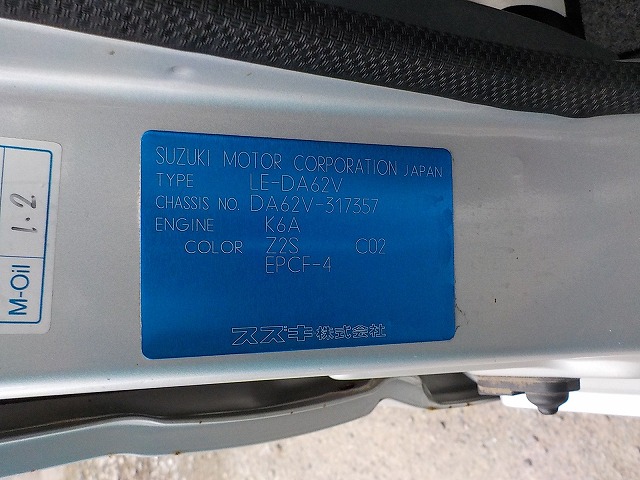 SUZUKI MOTOR CORPORATION JAPAN
TYPE LE-DA62V
CHASSIS NO. DA62V-317357
ENGINE K6A
COLOR Z2S C02
EPCF-4
スズキ株式会社
M-Oil 1.2